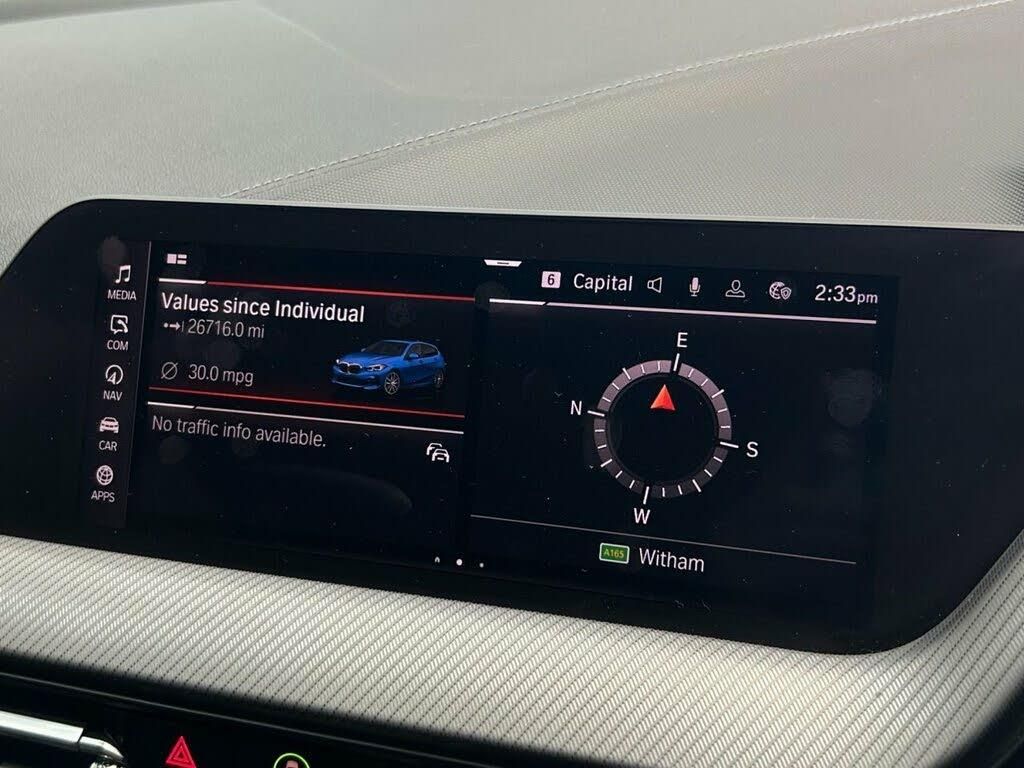 MEDIA
COM
NAV
CAR
APPS
Values since Individual
26716.0 mi
30.0 mpg
No traffic info available.
6 Capital 2:33pm
E
N
S
W
A165 Witham